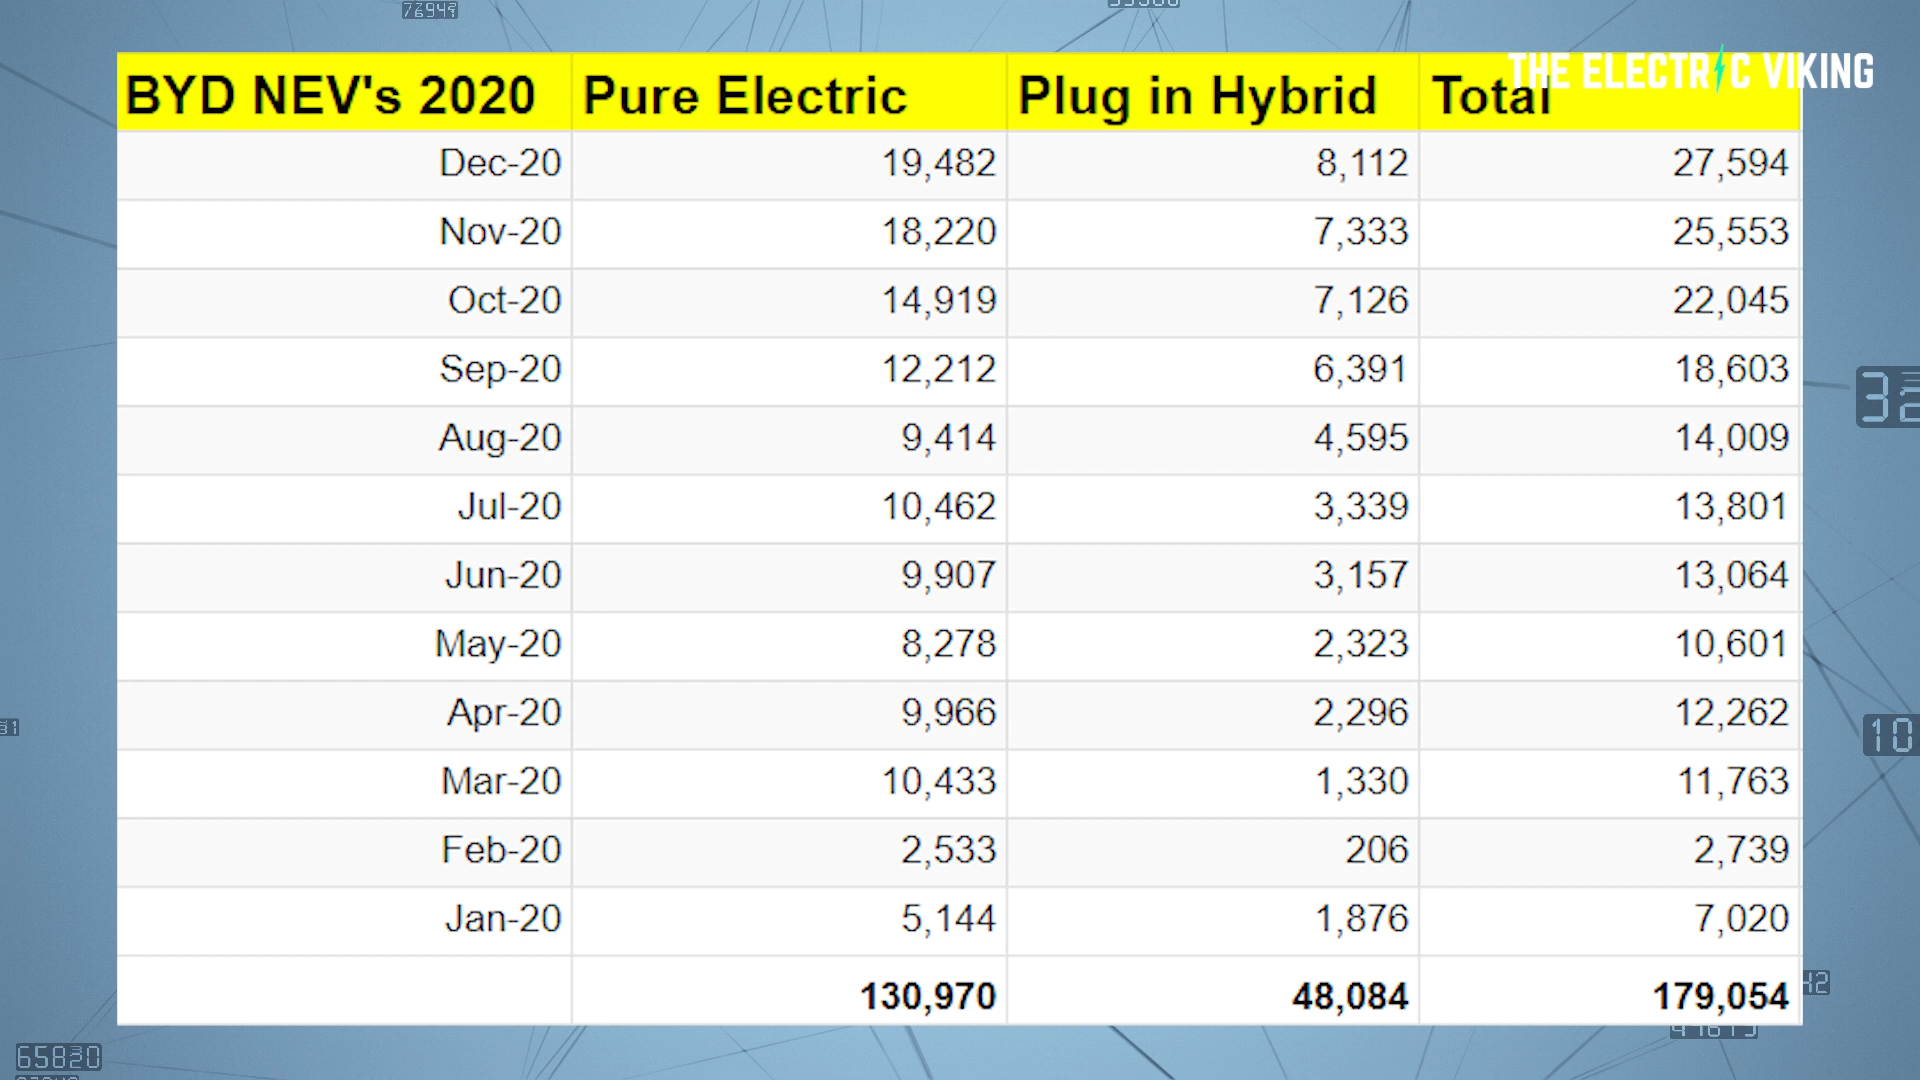 76949
THE ELECTRIC VIKING
BYD NEV's 2020 Pure Electric Plug in Hybrid Total
Dec-20 19,482 8,112 27,594
Nov-20 18,220 7,333 25,553
Oct-20 14,919 7,126 22,045
Sep-20 12,212 6,391 18,603
Aug-20 9,414 4,595 14,009
Jul-20 10,462 3,339 13,801
Jun-20 9,907 3,157 13,064
May-20 8,278 2,323 10,601
Apr-20 9,966 2,296 12,262
10
Mar-20 10,433 1,330 11,763
Feb-20 2,533 206 2,739
Jan-20 5,144 1,876 7,020
130,970 48,084 179,054